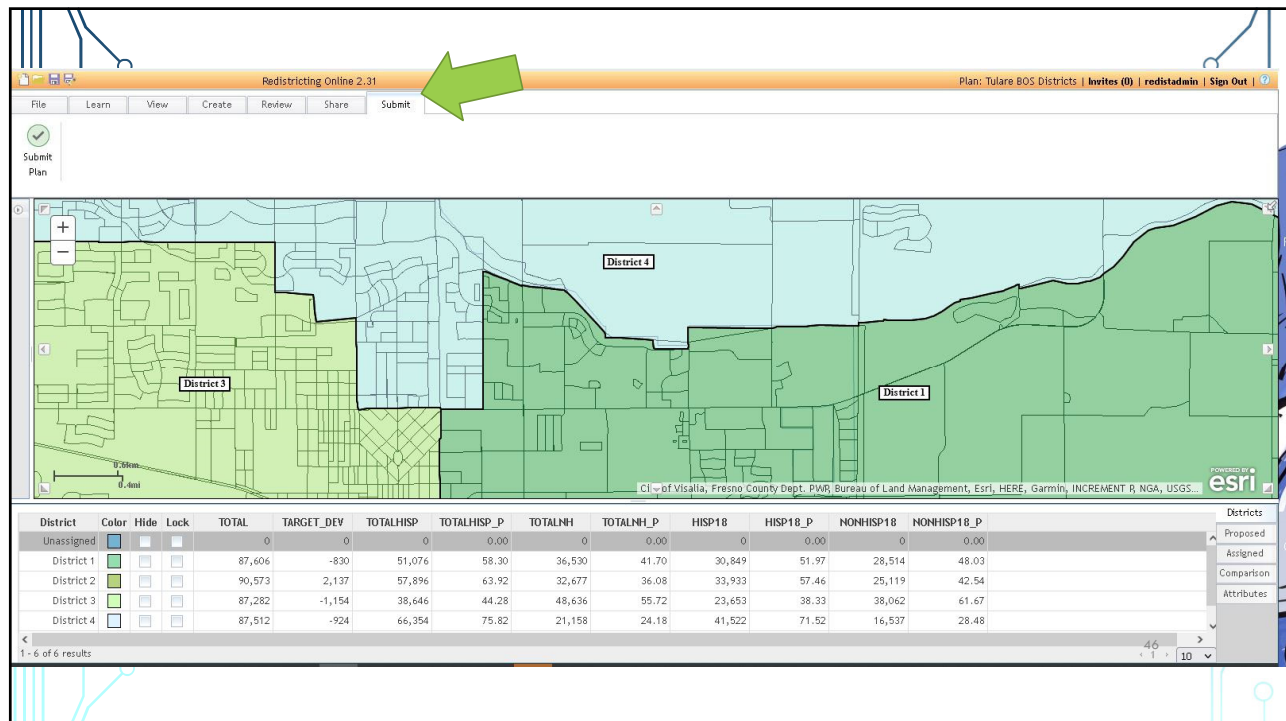 Redistricting Online 2.31
Plan: Tulare BOS Districts | Invites (0) | redistadmin | Sign Out | ?
File Learn View Create Review Share Submit
Submit
Plan
+
−
District 4
District 3
District 1
0.6km
0.4mi
City of Visalia, Fresno County Dept. PWP, Bureau of Land Management, Esri, HERE, Garmin, INCREMENT P, NGA, USGS...
POWERED BY
esri
District Color Hide Lock TOTAL TARGET_DEV TOTALHISP TOTALHISP_P TOTALNH TOTALNH_P HISP18 HISP18_P NONHISP18 NONHISP18_P
Unassigned 0 0 0 0.00 0 0.00 0 0.00 0 0.00
District 1 87,606 -830 51,076 58.30 36,530 41.70 30,849 51.97 28,514 48.03
District 2 90,573 2,137 57,896 63.92 32,677 36.08 33,933 57.46 25,119 42.54
District 3 87,282 -1,154 38,646 44.28 48,636 55.72 23,653 38.33 38,062 61.67
District 4 87,512 -924 66,354 75.82 21,158 24.18 41,522 71.52 16,537 28.48
Districts
Proposed
Assigned
Comparison
Attributes
46
1 - 6 of 6 results
1
10